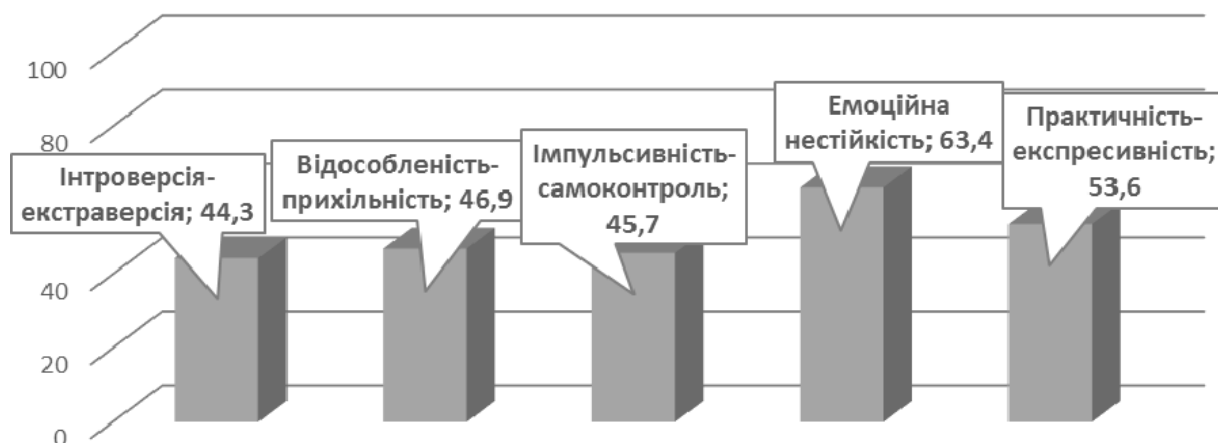 100
80
40
20
0
Інтроверсія-
екстраверсія; 44,3
Відособленість-
прихільність; 46,9
Імпульсивність-
самоконтроль;
45,7
Емоційна
нестійкість; 63,4
Практичність-
експресивність;
53,6